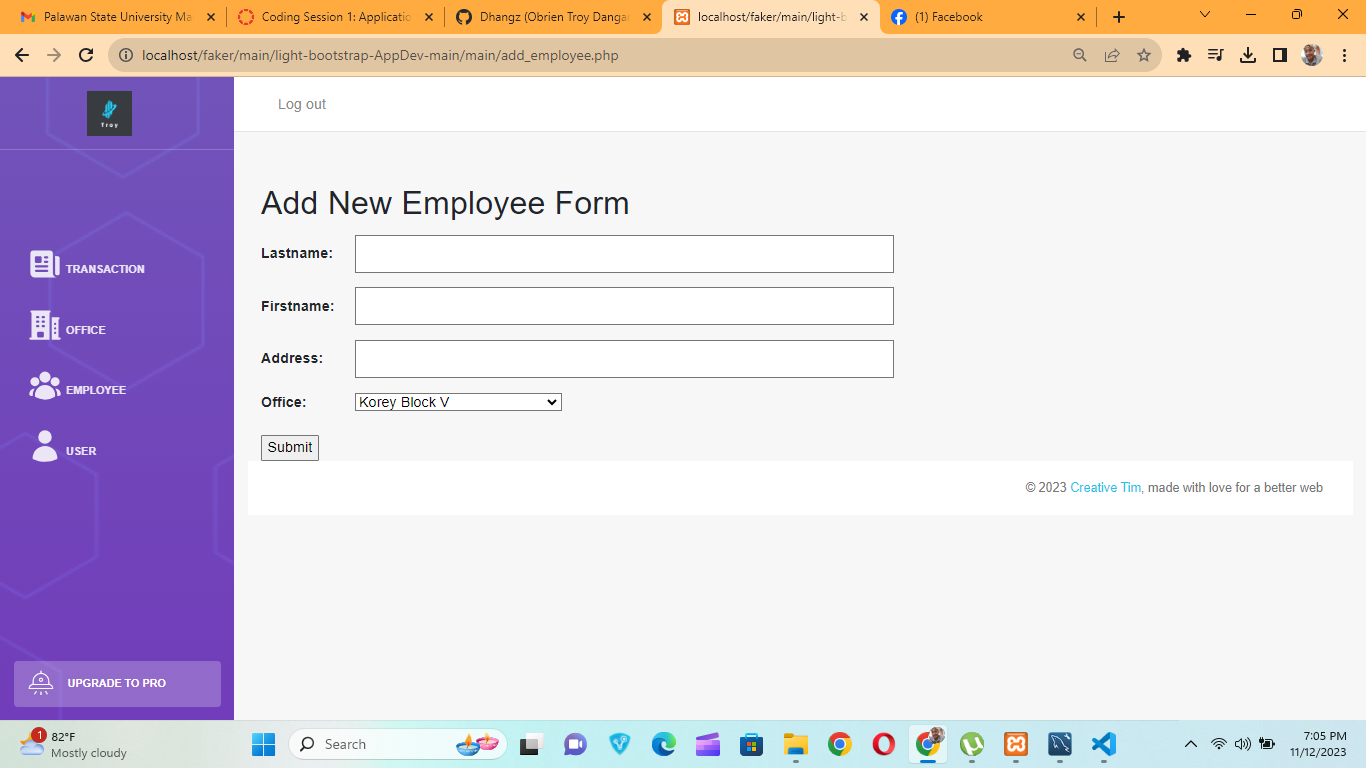 Palawan State University Ma
Coding Session 1: Applicatio
Dhangz (Obrien Troy Danga
localhost/faker/main/light-b
(1) Facebook
localhost/faker/main/light-bootstrap-AppDev-main/main/add_employee.php
Troy
Log out
TRANSACTION
OFFICE
EMPLOYEE
USER
UPGRADE TO PRO
Add New Employee Form
Lastname:
Firstname:
Address:
Office: Korey Block V
Submit
© 2023 Creative Tim, made with love for a better web
1
82°F
Mostly cloudy
Search
7:05 PM
11/12/2023